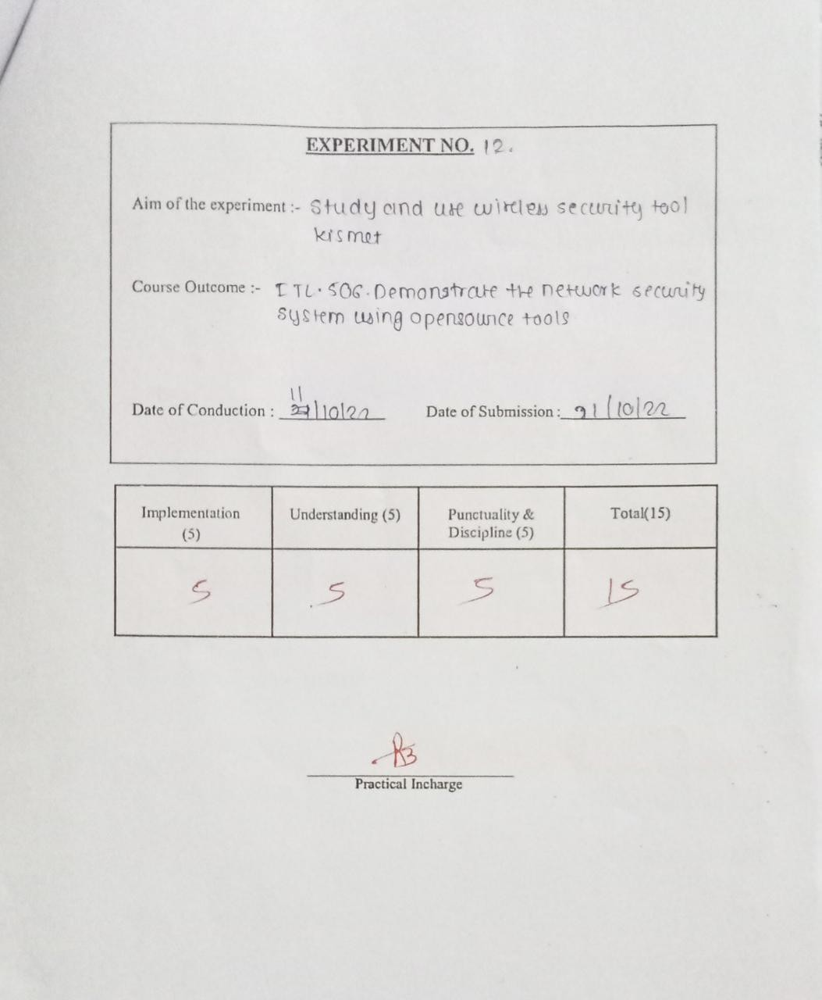 EXPERIMENT NO. 12.
Aim of the experiment :- Study and use wireless security tool
kismet
Course Outcome :- ITL.506.Demonstrate the network security
system using opensource tools
11
Date of Conduction : /10/22 Date of Submission : 31/10/22
Implementation Understanding (5) Punctuality & Total(15)
(5) Discipline (5)
5 5 5 15
Practical Incharge